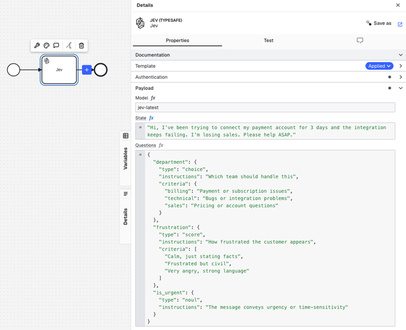 Details
JEV (TYPESAFE)
Jev
Save as
Properties
Test
Documentation
Template
Applied
Authentication
Payload
Model fx
jev-latest
State fx
"Hi, I've been trying to connect my payment account for 3 days and the integration
keeps failing. I'm losing sales. Please help ASAP."
Questions fx
{
"department": {
"type": "choice",
"instructions": "Which team should handle this",
"criteria": {
"billing": "Payment or subscription issues",
"technical": "Bugs or integration problems",
"sales": "Pricing or account questions"
}
},
"frustration": {
"type": "score",
"instructions": "How frustrated the customer appears",
"criteria": [
"Calm, just stating facts",
"Frustrated but civil",
"Very angry, strong language"
]
},
"is_urgent": {
"type": "noul",
"instructions": "The message conveys urgency or time-sensitivity"
}
}
Jev
Variables
Details